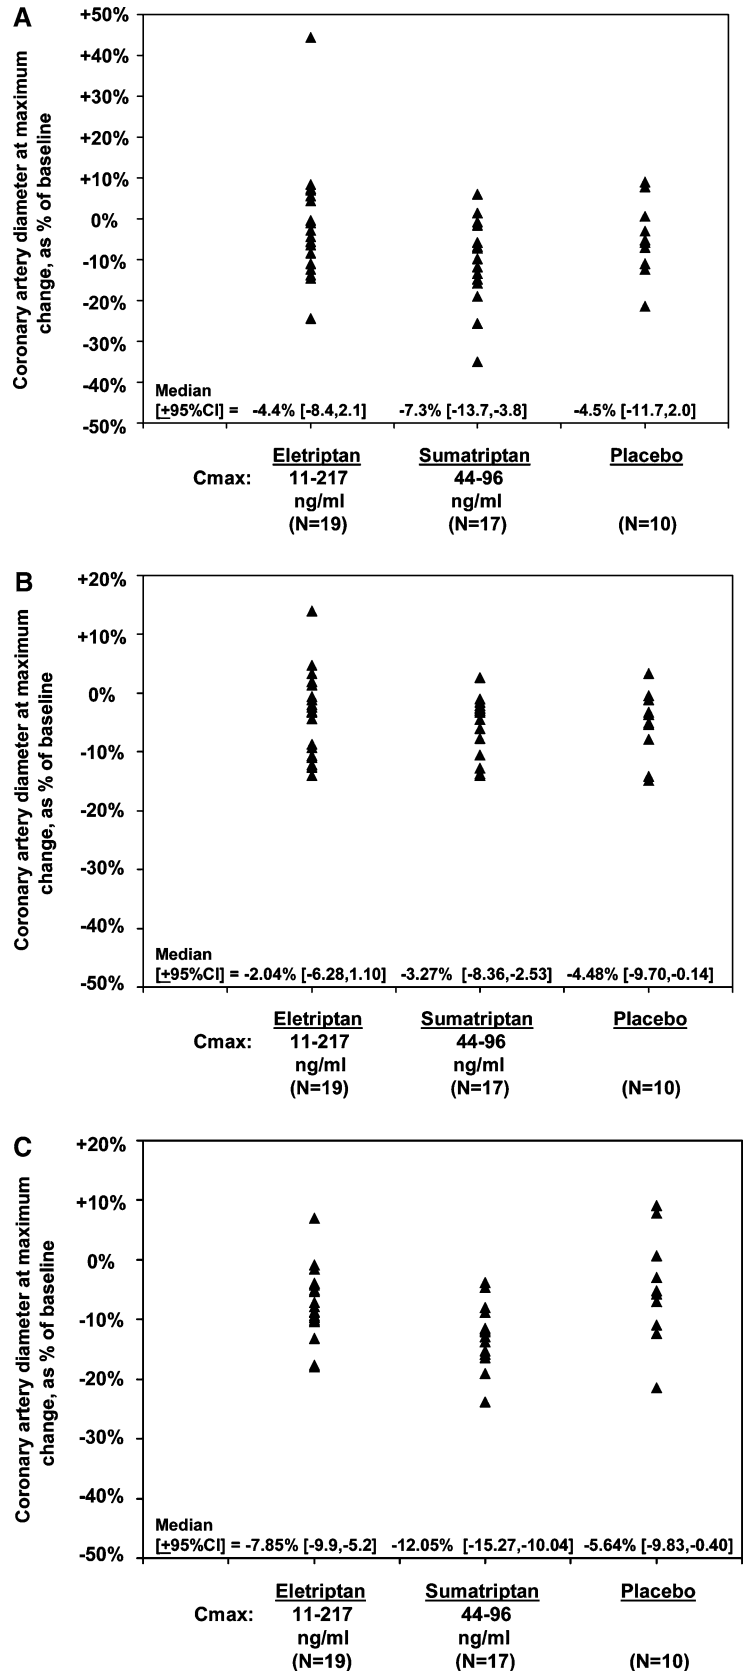 A
Coronary artery diameter at maximum
change, as % of baseline
+50%
+40%
+30%
+20%
+10%
0%
-10%
-20%
-30%
-40%
-50%
Median
[+95%CI] = -4.4% [-8.4,2.1] -7.3% [-13.7,-3.8] -4.5% [-11.7,2.0]
Eletriptan Sumatriptan Placebo
Cmax: 11-217 44-96
ng/ml ng/ml
(N=19) (N=17) (N=10)
B
Coronary artery diameter at maximum
change, as % of baseline
+20%
+10%
0%
-10%
-20%
-30%
-40%
-50%
Median
[+95%CI] = -2.04% [-6.28,1.10] -3.27% [-8.36,-2.53] -4.48% [-9.70,-0.14]
Eletriptan Sumatriptan Placebo
Cmax: 11-217 44-96
ng/ml ng/ml
(N=19) (N=17) (N=10)
C
Coronary artery diameter at maximum
change, as % of baseline
+20%
+10%
0%
-10%
-20%
-30%
-40%
-50%
Median
[+95%CI] = -7.85% [-9.9,-5.2] -12.05% [-15.27,-10.04] -5.64% [-9.83,-0.40]
Eletriptan Sumatriptan Placebo
Cmax: 11-217 44-96
ng/ml ng/ml
(N=19) (N=17) (N=10)